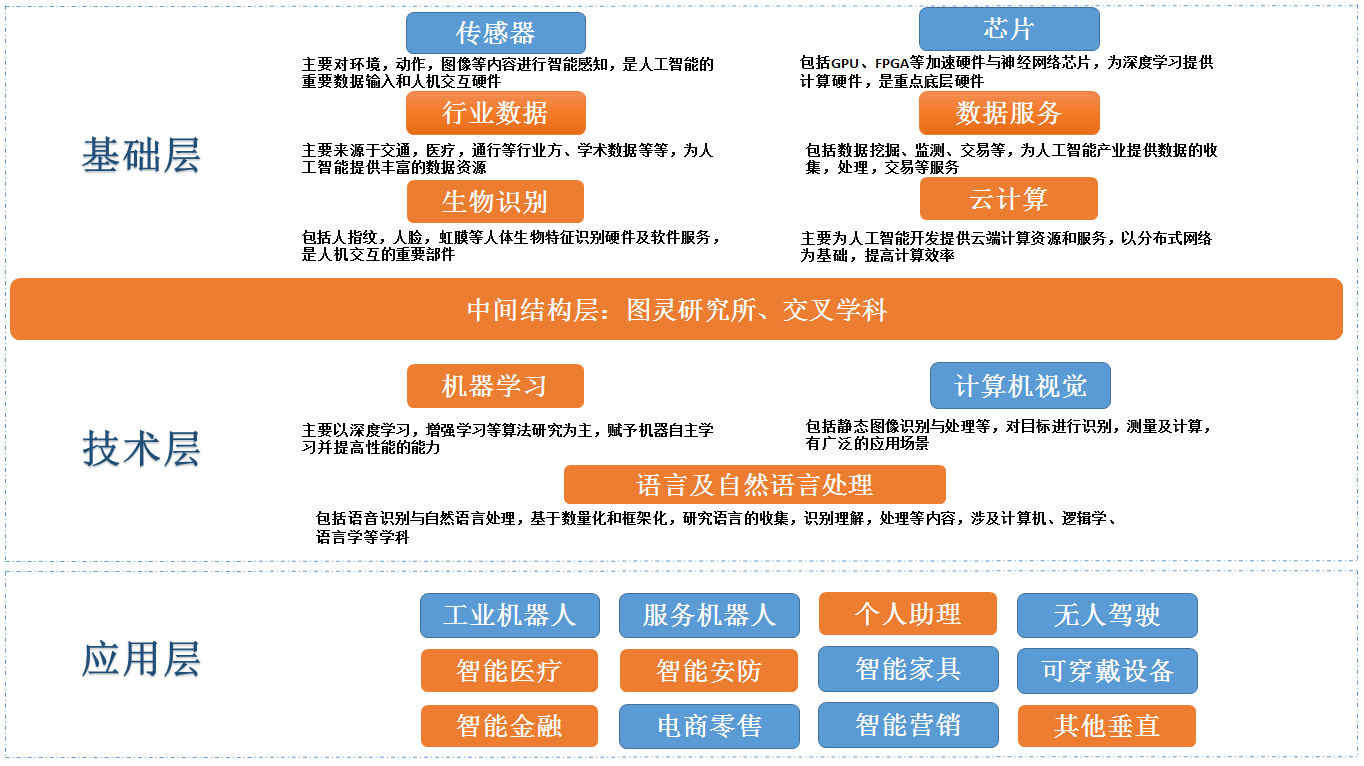 传感器
芯片
主要对环境，动作，图像等内容进行智能感知，是人工智能的
重要数据输入和人机交互硬件
包括GPU、FPGA等加速硬件与神经网络芯片，为深度学习提供
计算硬件，是重点底层硬件
行业数据
数据服务
基础层
主要来源于交通，医疗，通行等行业方、学术数据等等，为人
工智能提供丰富的数据资源
包括数据挖掘、监测、交易等，为人工智能产业提供数据的收
集，处理，交易等服务
生物识别
云计算
包括人指纹，人脸，虹膜等人体生物特征识别硬件及软件服务，
是人机交互的重要部件
主要为人工智能开发提供云端计算资源和服务，以分布式网络
为基础，提高计算效率
中间结构层：图灵研究所、交叉学科
机器学习
计算机视觉
技术层
主要以深度学习，增强学习等算法研究为主，赋予机器自主学
习并提高性能的能力
包括静态图像识别与处理等，对目标进行识别，测量及计算，
有广泛的应用场景
语言及自然语言处理
包括语音识别与自然语言处理，基于数量化和框架化，研究语言的收集，识别理解，处理等内容，涉及计算机、逻辑学、
语言学等学科
应用层
工业机器人
服务机器人
个人助理
无人驾驶
智能医疗
智能安防
智能家具
可穿戴设备
智能金融
电商零售
智能营销
其他垂直